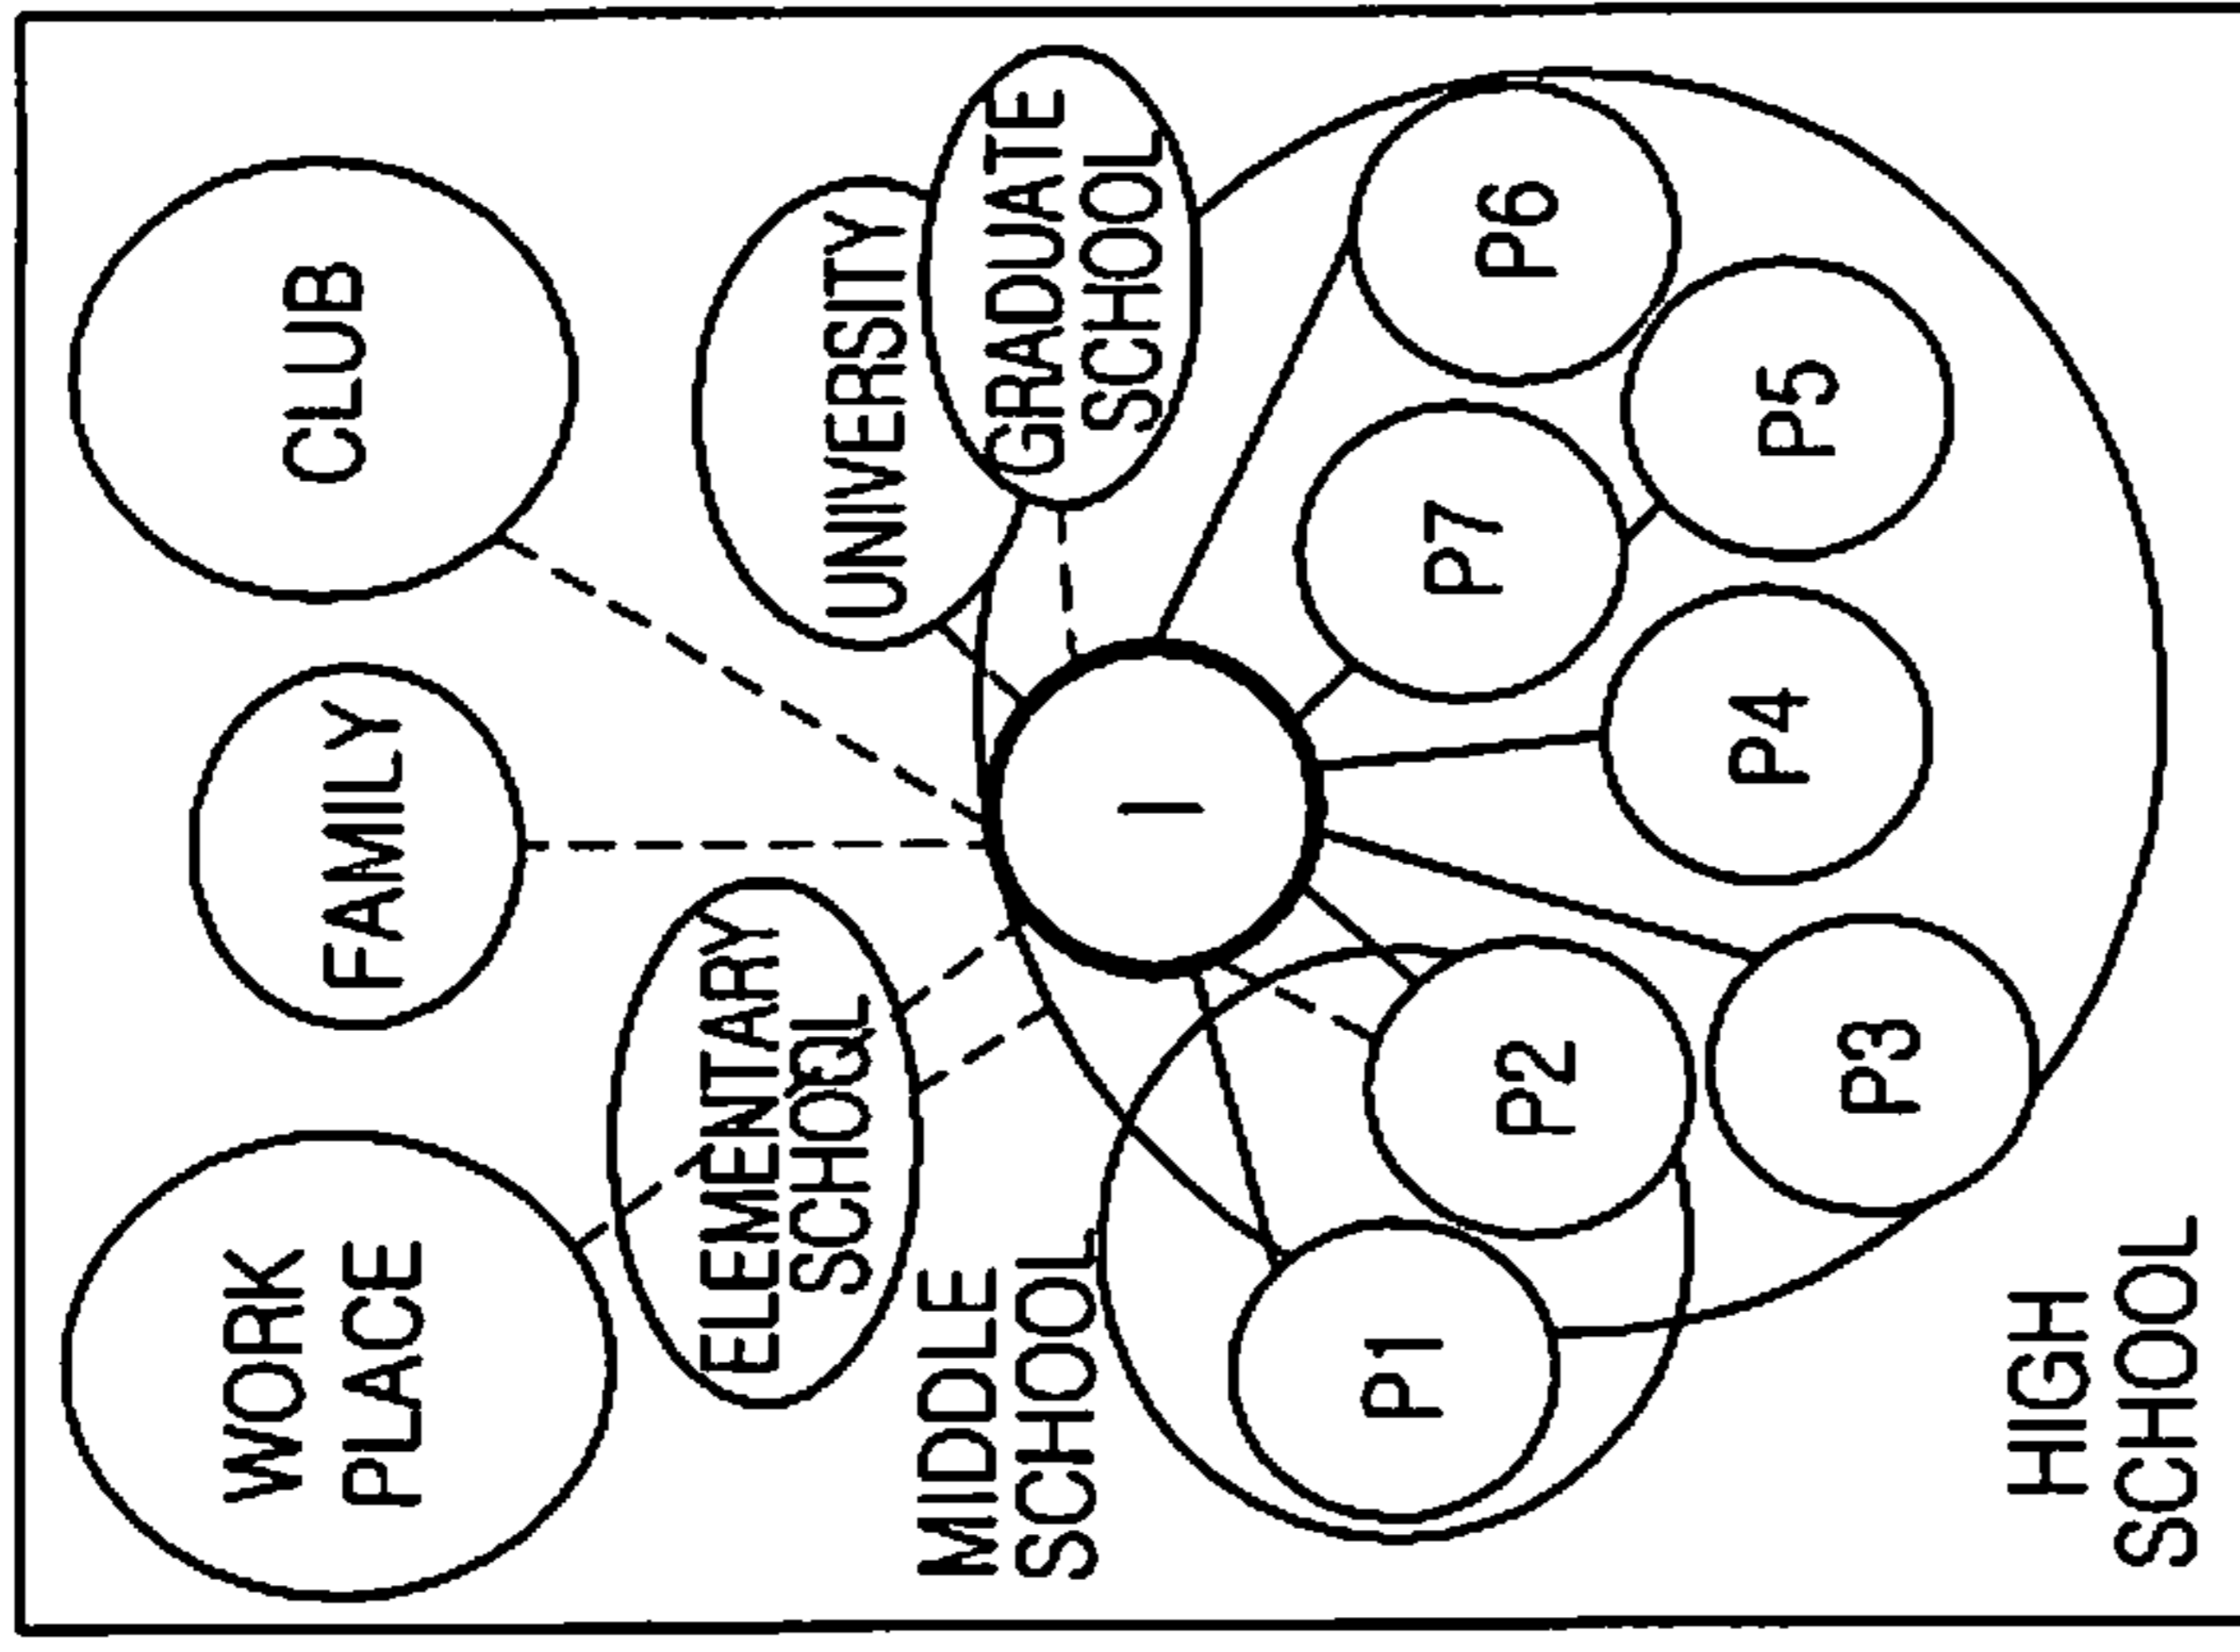 WORK
PLACE
FAMILY
CLUB
ELEMENTARY
SCHOOL
UNIVERSITY
GRADUATE
SCHOOL
MIDDLE
SCHOOL
I
P1
P2
P3
P4
P5
P6
P7
HIGH
SCHOOL